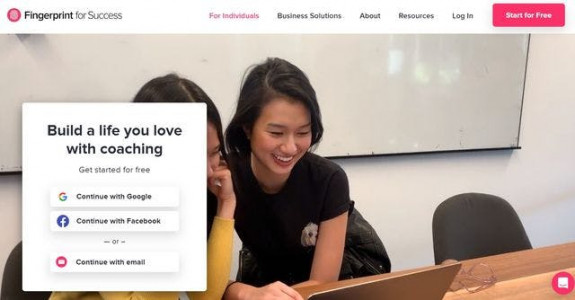 Fingerprint for Success
For Individuals
Business Solutions
About
Resources
Log In
Start for Free
Build a life you love
with coaching
Get started for free
Continue with Google
Continue with Facebook
— or –
Continue with email